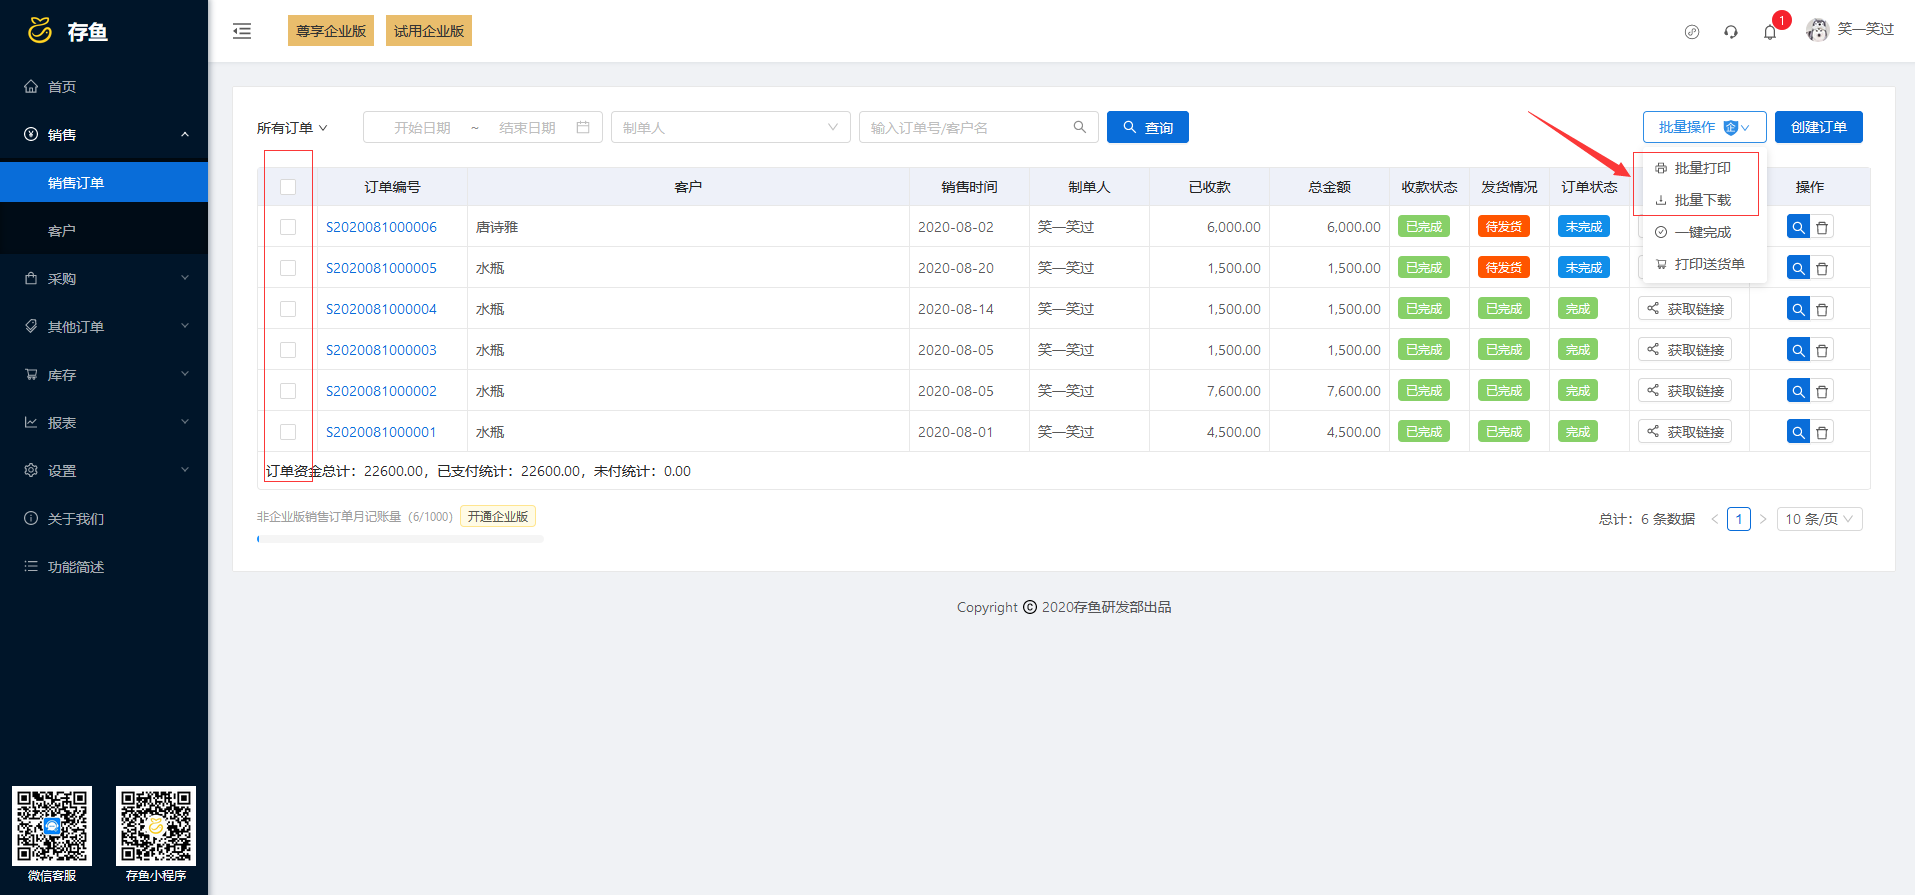 存鱼
首页
销售
销售订单
客户
采购
其他订单
库存
报表
设置
关于我们
功能简述
微信客服
存鱼小程序
尊享企业版 试用企业版
1
笑一笑过
所有订单 开始日期 ~ 结束日期 制单人 输入订单号/客户名 查询 批量操作 企 创建订单
批量打印
批量下载
一键完成
打印送货单
订单编号 客户 销售时间 制单人 已收款 总金额 收款状态 发货情况 订单状态 操作
S2020081000006 唐诗雅 2020-08-02 笑一笑过 6,000.00 6,000.00 已完成 待发货 未完成
S2020081000005 水瓶 2020-08-20 笑一笑过 1,500.00 1,500.00 已完成 待发货 未完成
S2020081000004 水瓶 2020-08-14 笑一笑过 1,500.00 1,500.00 已完成 已完成 完成 获取链接
S2020081000003 水瓶 2020-08-05 笑一笑过 1,500.00 1,500.00 已完成 已完成 完成 获取链接
S2020081000002 水瓶 2020-08-05 笑一笑过 7,600.00 7,600.00 已完成 已完成 完成 获取链接
S2020081000001 水瓶 2020-08-01 笑一笑过 4,500.00 4,500.00 已完成 已完成 完成 获取链接
订单资金总计：22600.00，已支付统计：22600.00，未付统计：0.00
非企业版销售订单月记账量（6/1000） 开通企业版
总计：6 条数据 < 1 > 10 条/页
Copyright © 2020存鱼研发部出品